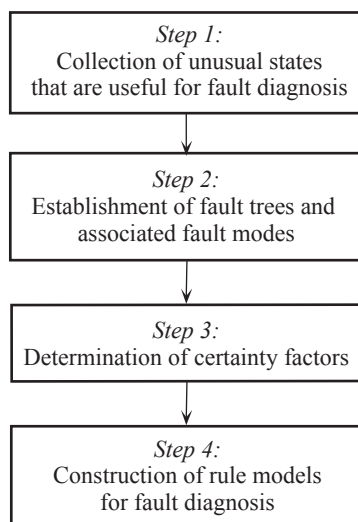 Step 1:
Collection of unusual states
that are useful for fault diagnosis
Step 2:
Establishment of fault trees and
associated fault modes
Step 3:
Determination of certainty factors
Step 4:
Construction of rule models
for fault diagnosis